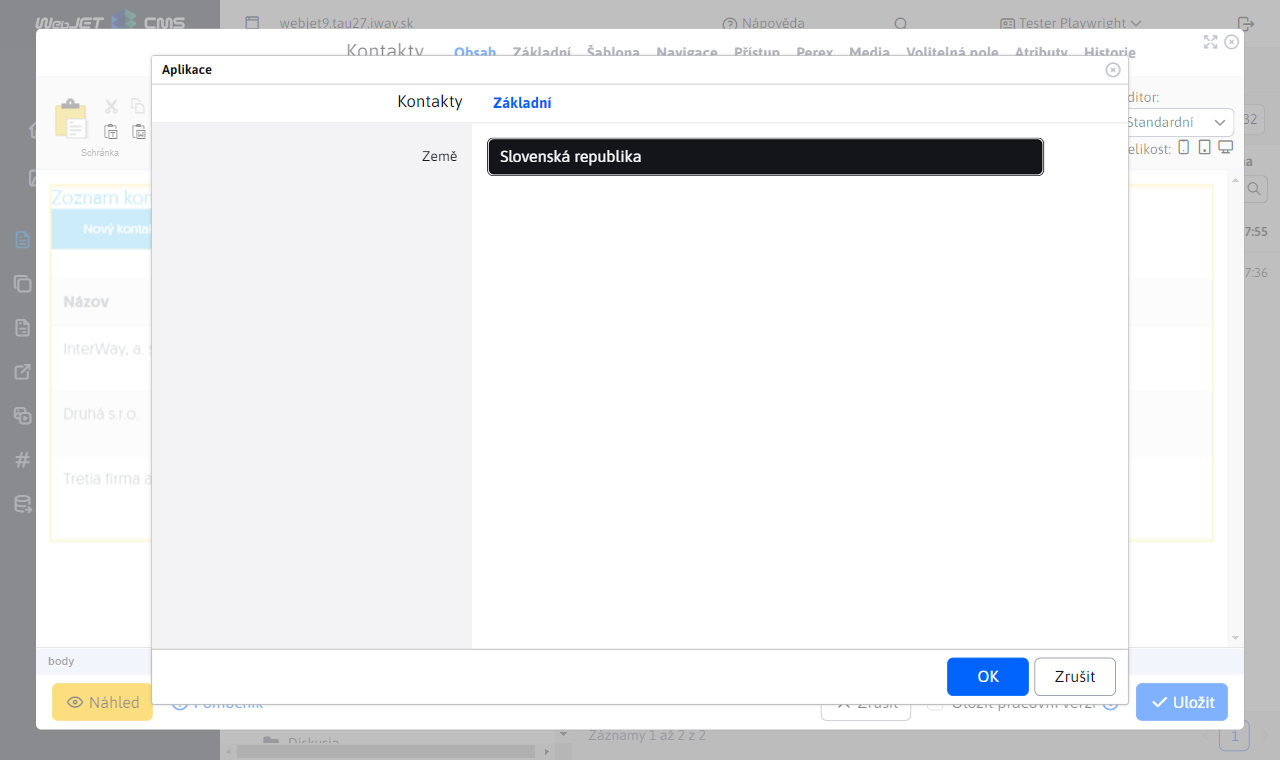 WebJET CMS
webjet9.tau27.iway.sk
Nápověda
Tester Playwright
Kontakty
Obsah
Základní
Šablona
Navigace
Přístup
Perex
Media
Volitelná pole
Atributy
Historie
Aplikace
Kontakty
Základní
ditor:
Standardní
32
Schránka
elikost:
Země
Slovenská republika
Zoznam kon
Nový kontak
7:55
7:36
Názov
InterWay, a. s
Druhá s.r.o.
Tretia firma a
body
OK
Zrušit
Náhled
Pomocník
Zrušit
Uložit pracovní verzi
Uložit
Diskusia
Záznamy 1 až 2 z 2
1